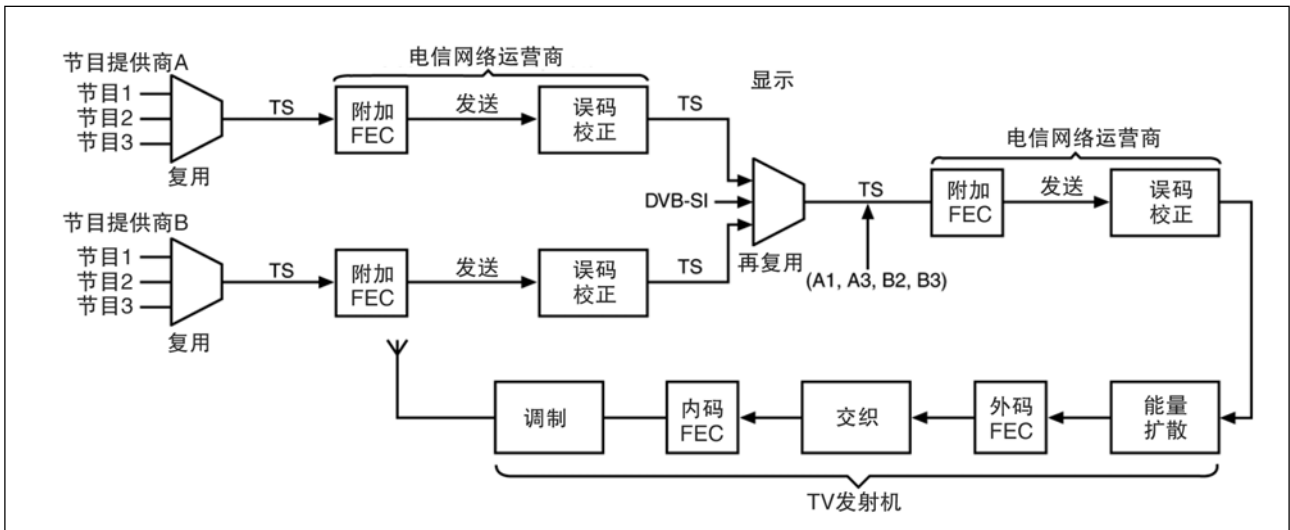 节目提供商A
节目1
节目2
节目3
复用
TS
电信网络运营商
附加
FEC
发送
误码
校正
TS
显示
节目提供商B
节目1
节目2
节目3
复用
TS
附加
FEC
发送
误码
校正
TS
DVB-SI
再复用
TS
(A1, A3, B2, B3)
电信网络运营商
附加
FEC
发送
误码
校正
调制
内码
FEC
交织
外码
FEC
能量
扩散
TV发射机